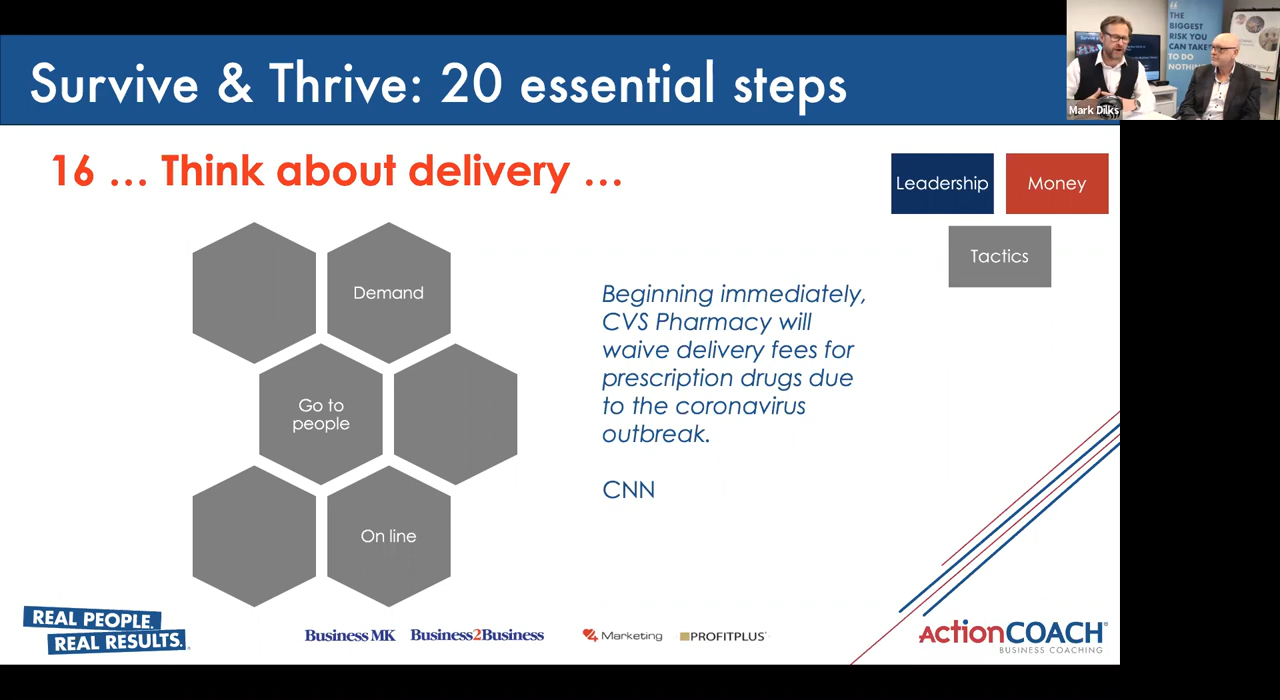 Survive & Thrive: 20 essential steps
THE
BIGGEST
RISK YOU
CAN TAKE
TO DO
NOTHING
Mark Dilks
16 ... Think about delivery ...
Leadership
Money
Tactics
Demand
Go to
people
On line
Beginning immediately,
CVS Pharmacy will
waive delivery fees for
prescription drugs due
to the coronavirus
outbreak.
CNN
REAL PEOPLE.
REAL RESULTS.
Business MK
Business2Business
4 Marketing
PROFITPLUS
ActionCOACH
BUSINESS COACHING